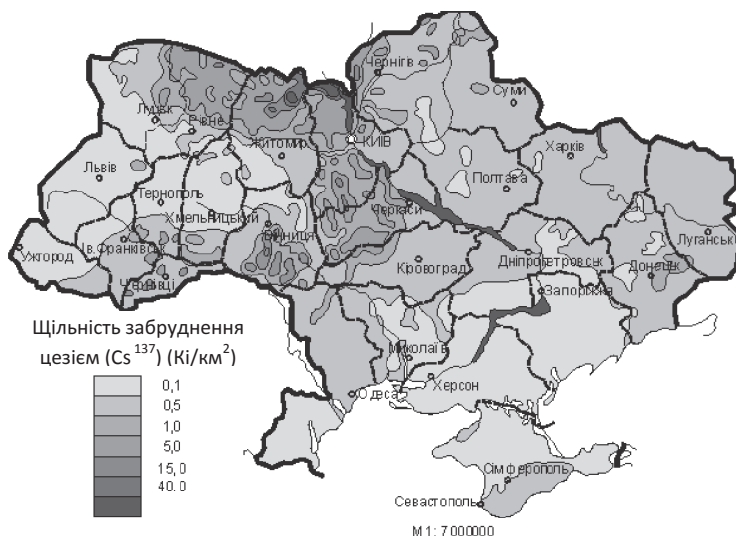 Чернігів
Суми
Луцьк
Рівне
Житомир
КИЇВ
Харків
Львів
Тернопіль
Полтава
Хмельницький
Черкаси
Вінниця
Луганськ
Ужгород
Ів.Франківськ
Чернівці
Кіровоград
Дніпропетровськ
Донецьк
Запоріжжя
Щільність забруднення
цезієм (Cs 137) (Кі/км2)
0,1
0,5
1,0
5,0
15,0
40.0
Миколаїв
Херсон
Одеса
Сімферополь
Севастополь
М 1: 7000000